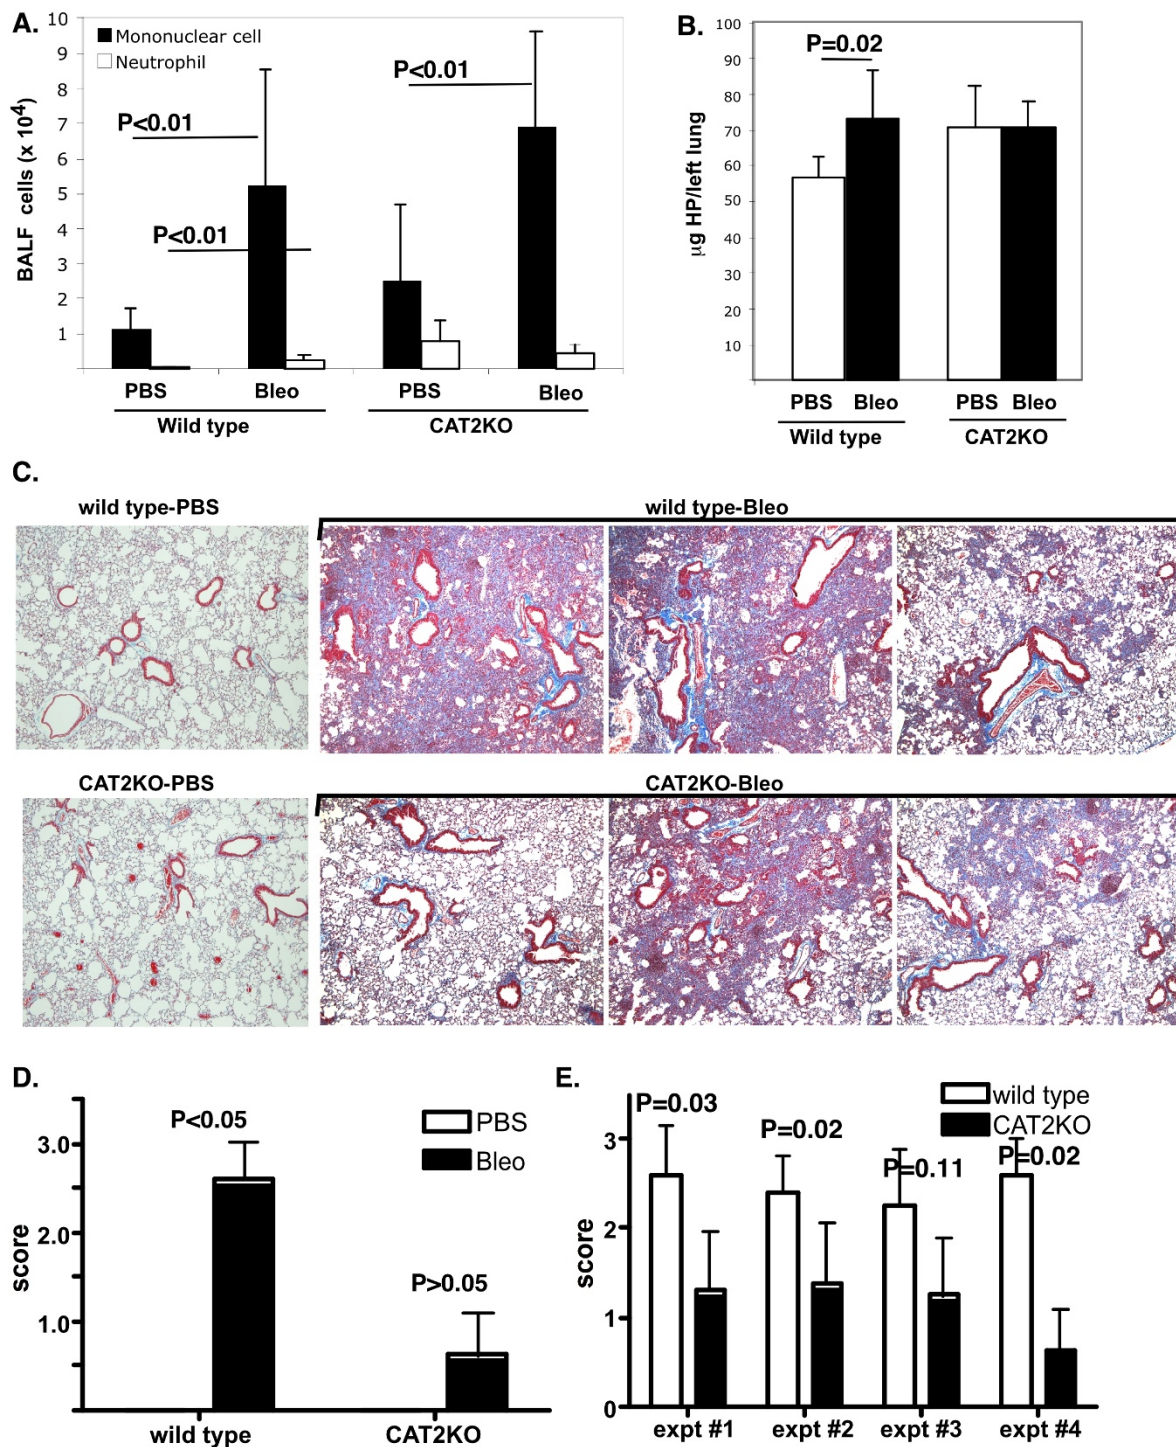 A.
BALF cells (x 10⁴)
10
9
8
7
6
5
4
3
2
1
Mononuclear cell
Neutrophil
P<0.01
P<0.01
P<0.01
PBS
Bleo
PBS
Bleo
Wild type
CAT2KO
B.
µg HP/left lung
100
90
80
70
60
50
40
30
20
10
P=0.02
PBS
Bleo
PBS
Bleo
Wild type
CAT2KO
C.
wild type-PBS
wild type-Bleo
CAT2KO-PBS
CAT2KO-Bleo
D.
score
3.0
2.0
1.0
P<0.05
P>0.05
PBS
Bleo
wild type
CAT2KO
E.
score
3
2
1
0
wild type
CAT2KO
P=0.03
P=0.02
P=0.11
P=0.02
expt #1
expt #2
expt #3
expt #4